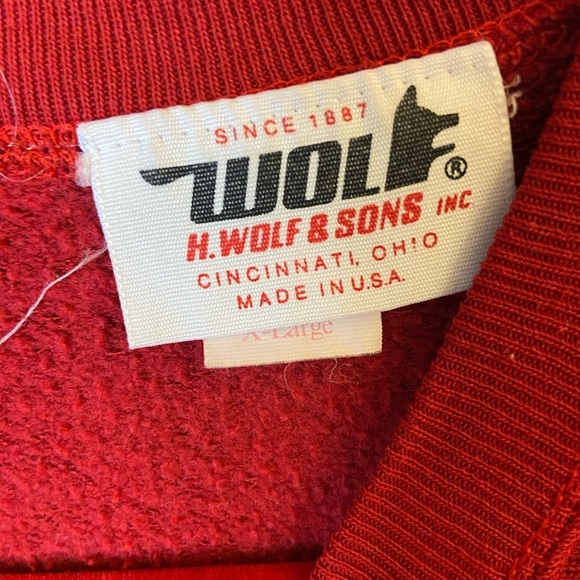 SINCE 1887
WOLF®
H.WOLF & SONS INC
CINCINNATI, OHIO
MADE IN U.S.A.
X-Large